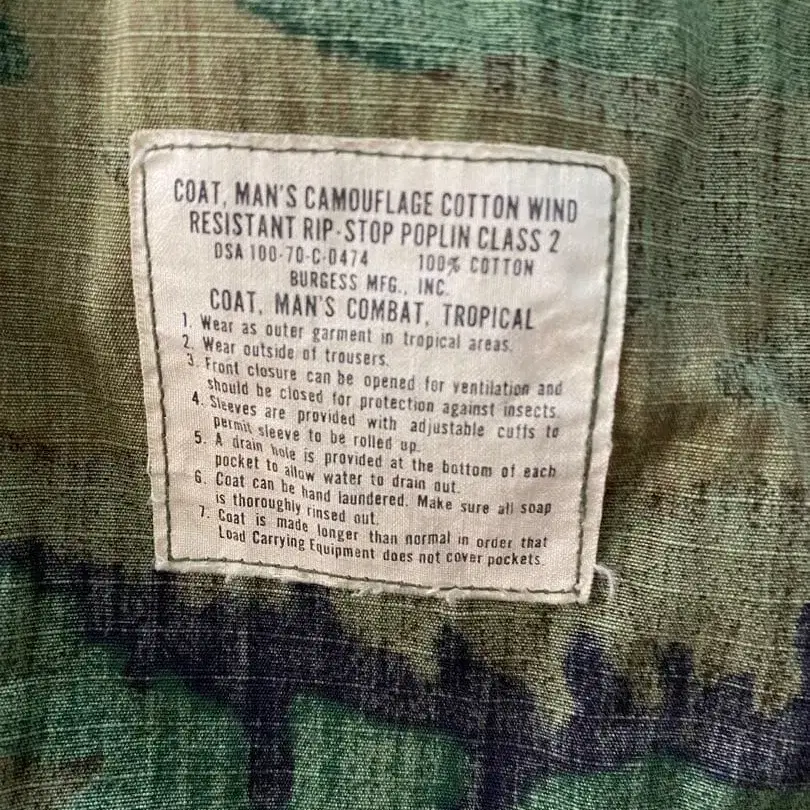 COAT, MAN'S CAMOUFLAGE COTTON WIND
RESISTANT RIP-STOP POPLIN CLASS 2
DSA 100-70-C-0474 100% COTTON
BURGESS MFG., INC.
COAT, MAN'S COMBAT, TROPICAL
1. Wear as outer garment in tropical areas.
2. Wear outside of trousers.
3. Front closure can be opened for ventilation and
should be closed for protection against insects.
4. Sleeves are provided with adjustable cuffs to
permit sleeve to be rolled up.
5. A drain hole is provided at the bottom of each
pocket to allow water to drain out.
6. Coat can be hand laundered. Make sure all soap
is thoroughly rinsed out.
7. Coat is made longer than normal in order that
Load Carrying Equipment does not cover pockets.